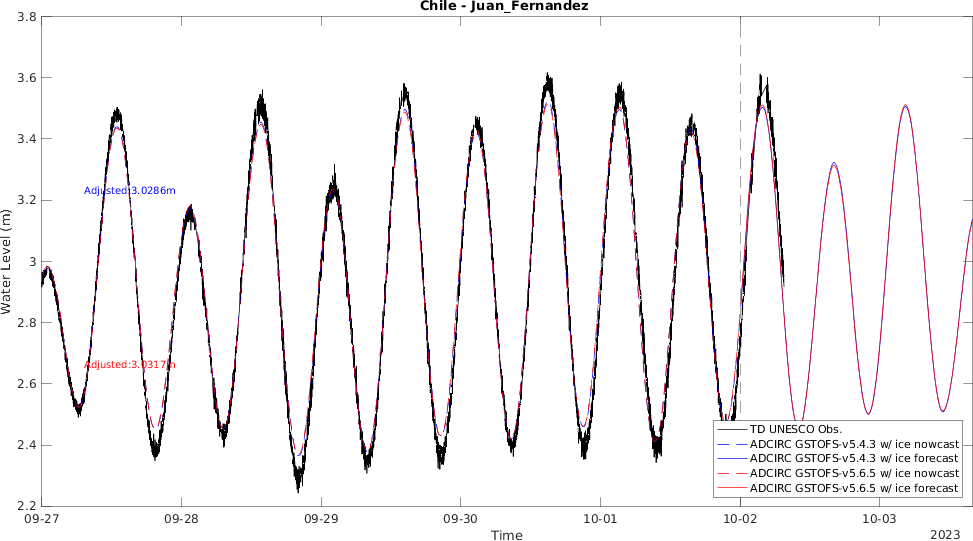 Chile - Juan_Fernandez
3.8
3.6
3.4
3.2
3
2.8
2.6
2.4
2.2
Water Level (m)
Adjusted:3.0286m
Adjusted:3.0317m
TD UNESCO Obs.
ADCIRC GSTOFS-v5.4.3 w/ ice nowcast
ADCIRC GSTOFS-v5.4.3 w/ ice forecast
ADCIRC GSTOFS-v5.6.5 w/ ice nowcast
ADCIRC GSTOFS-v5.6.5 w/ ice forecast
09-27 09-28 09-29 09-30 10-01 10-02 10-03
Time
2023